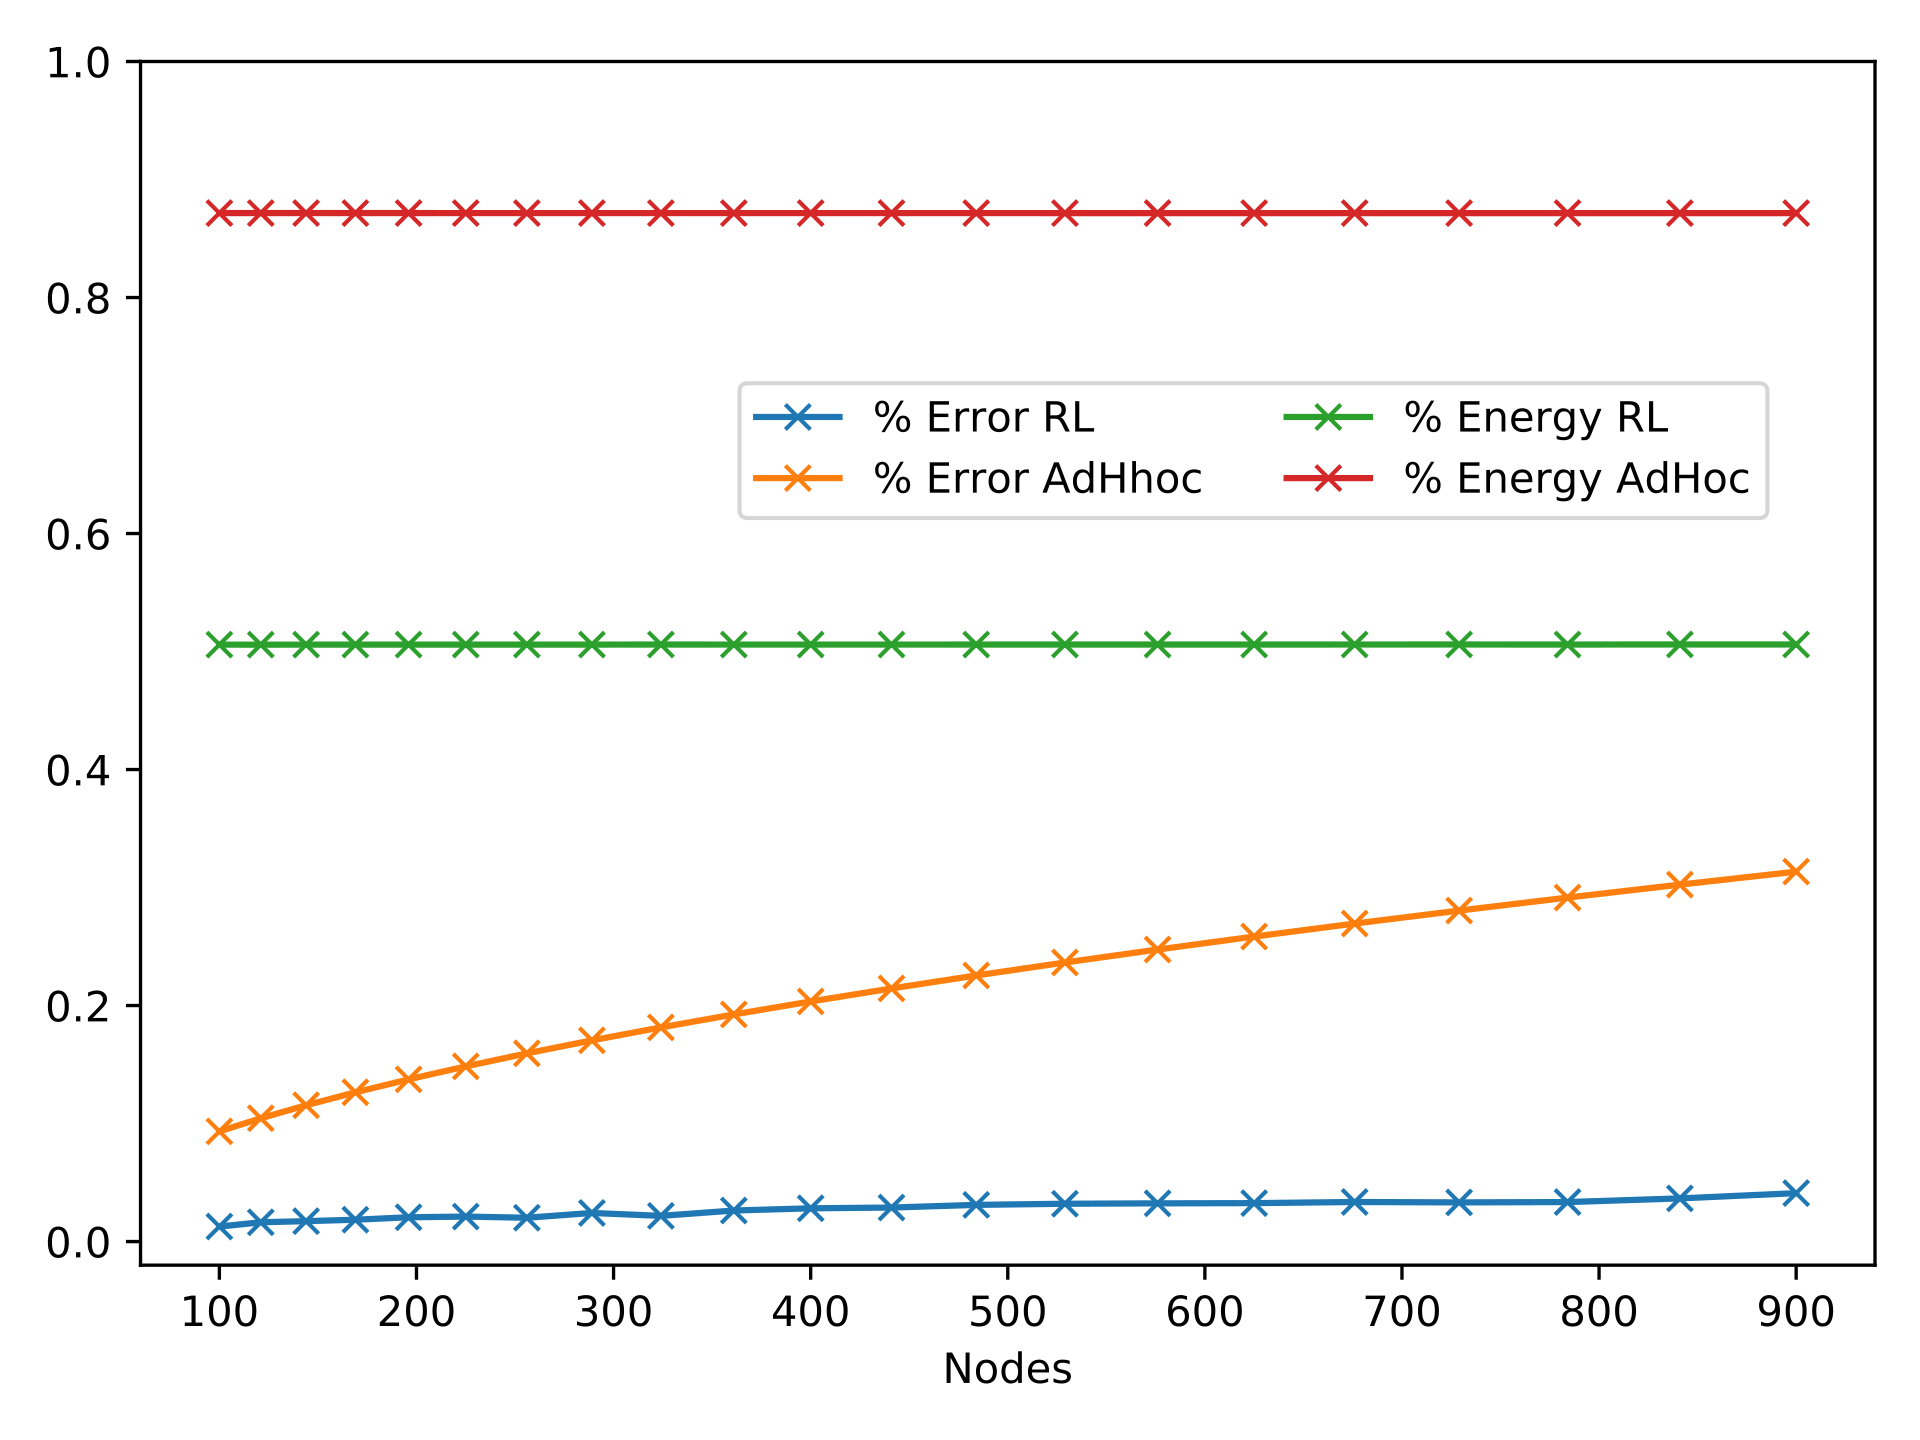 1.0
0.8
% Error RL
% Energy RL
% Error AdHhoc
% Energy AdHoc
0.6
0.4
0.2
0.0
100 200 300 400 500 600 700 800 900
Nodes